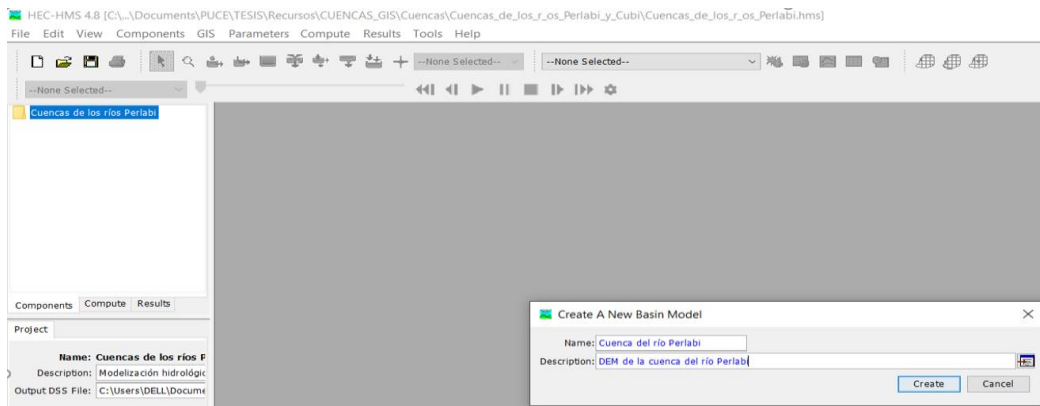 HEC-HMS 4.8 [C:\...\Documents\PUCE\TESIS\Recursos\CUENCAS_GIS\Cuencas\Cuencas_de_los_r_os_Perlabi_y_Cubi\Cuencas_de_los_r_os_Perlabi.hms]
File Edit View Components GIS Parameters Compute Results Tools Help
--None Selected-- --None Selected--
--None Selected--
Cuencas de los ríos Perlabi
Components Compute Results
Project
Name: Cuencas de los ríos P
Description: Modelización hidrológic
Output DSS File: C:\Users\DELL\Docume
Create A New Basin Model
Name: Cuenca del río Perlabi
Description: DEM de la cuenca del río Perlabi
Create Cancel